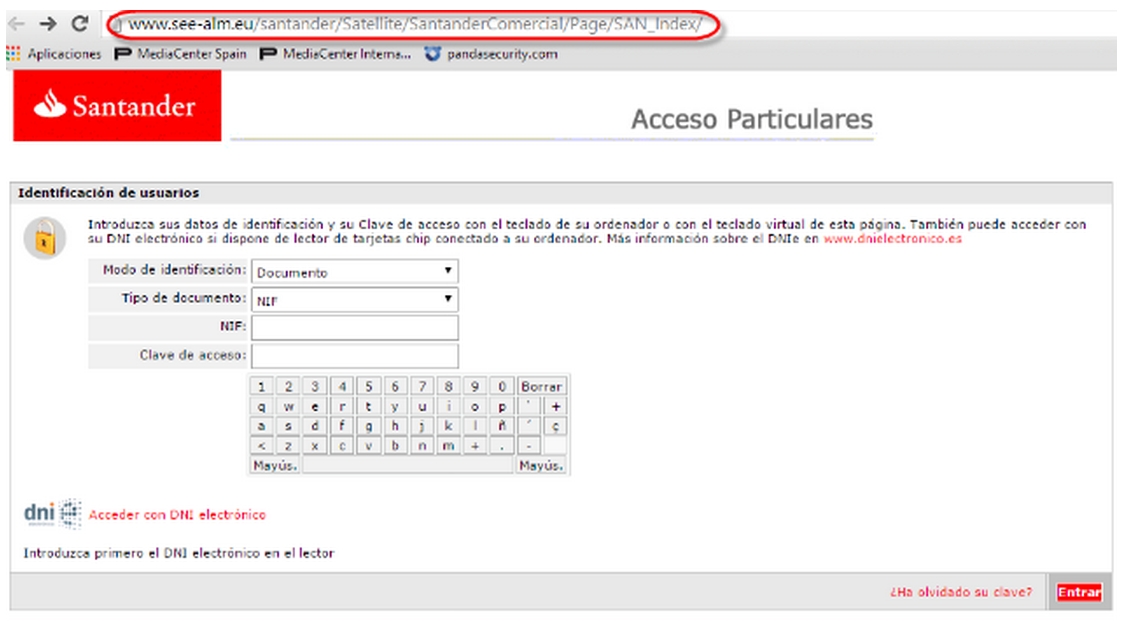 www.see-alm.eu/santander/Satellite/SantanderComercial/Page/SAN_Index/
Aplicaciones MediaCenter Spain MediaCenter Interna... pandasecurity.com
Santander
Acceso Particulares
Identificación de usuarios
Introduzca sus datos de identificación y su Clave de acceso con el teclado de su ordenador o con el teclado virtual de esta página. También puede acceder con
su DNI electrónico si dispone de lector de tarjetas chip conectado a su ordenador. Más información sobre el DNIe en www.dnielectronico.es
Modo de identificación: Documento
Tipo de documento: NIF
NIF:
Clave de acceso:
1 2 3 4 5 6 7 8 9 0 Borrar
q w e r t y u i o p ` +
a s d f g h j k l ñ ´ ç
< z x c v b n m + . -
Mayús. Mayús.
dni Acceder con DNI electrónico
Introduzca primero el DNI electrónico en el lector
¿Ha olvidado su clave? Entrar